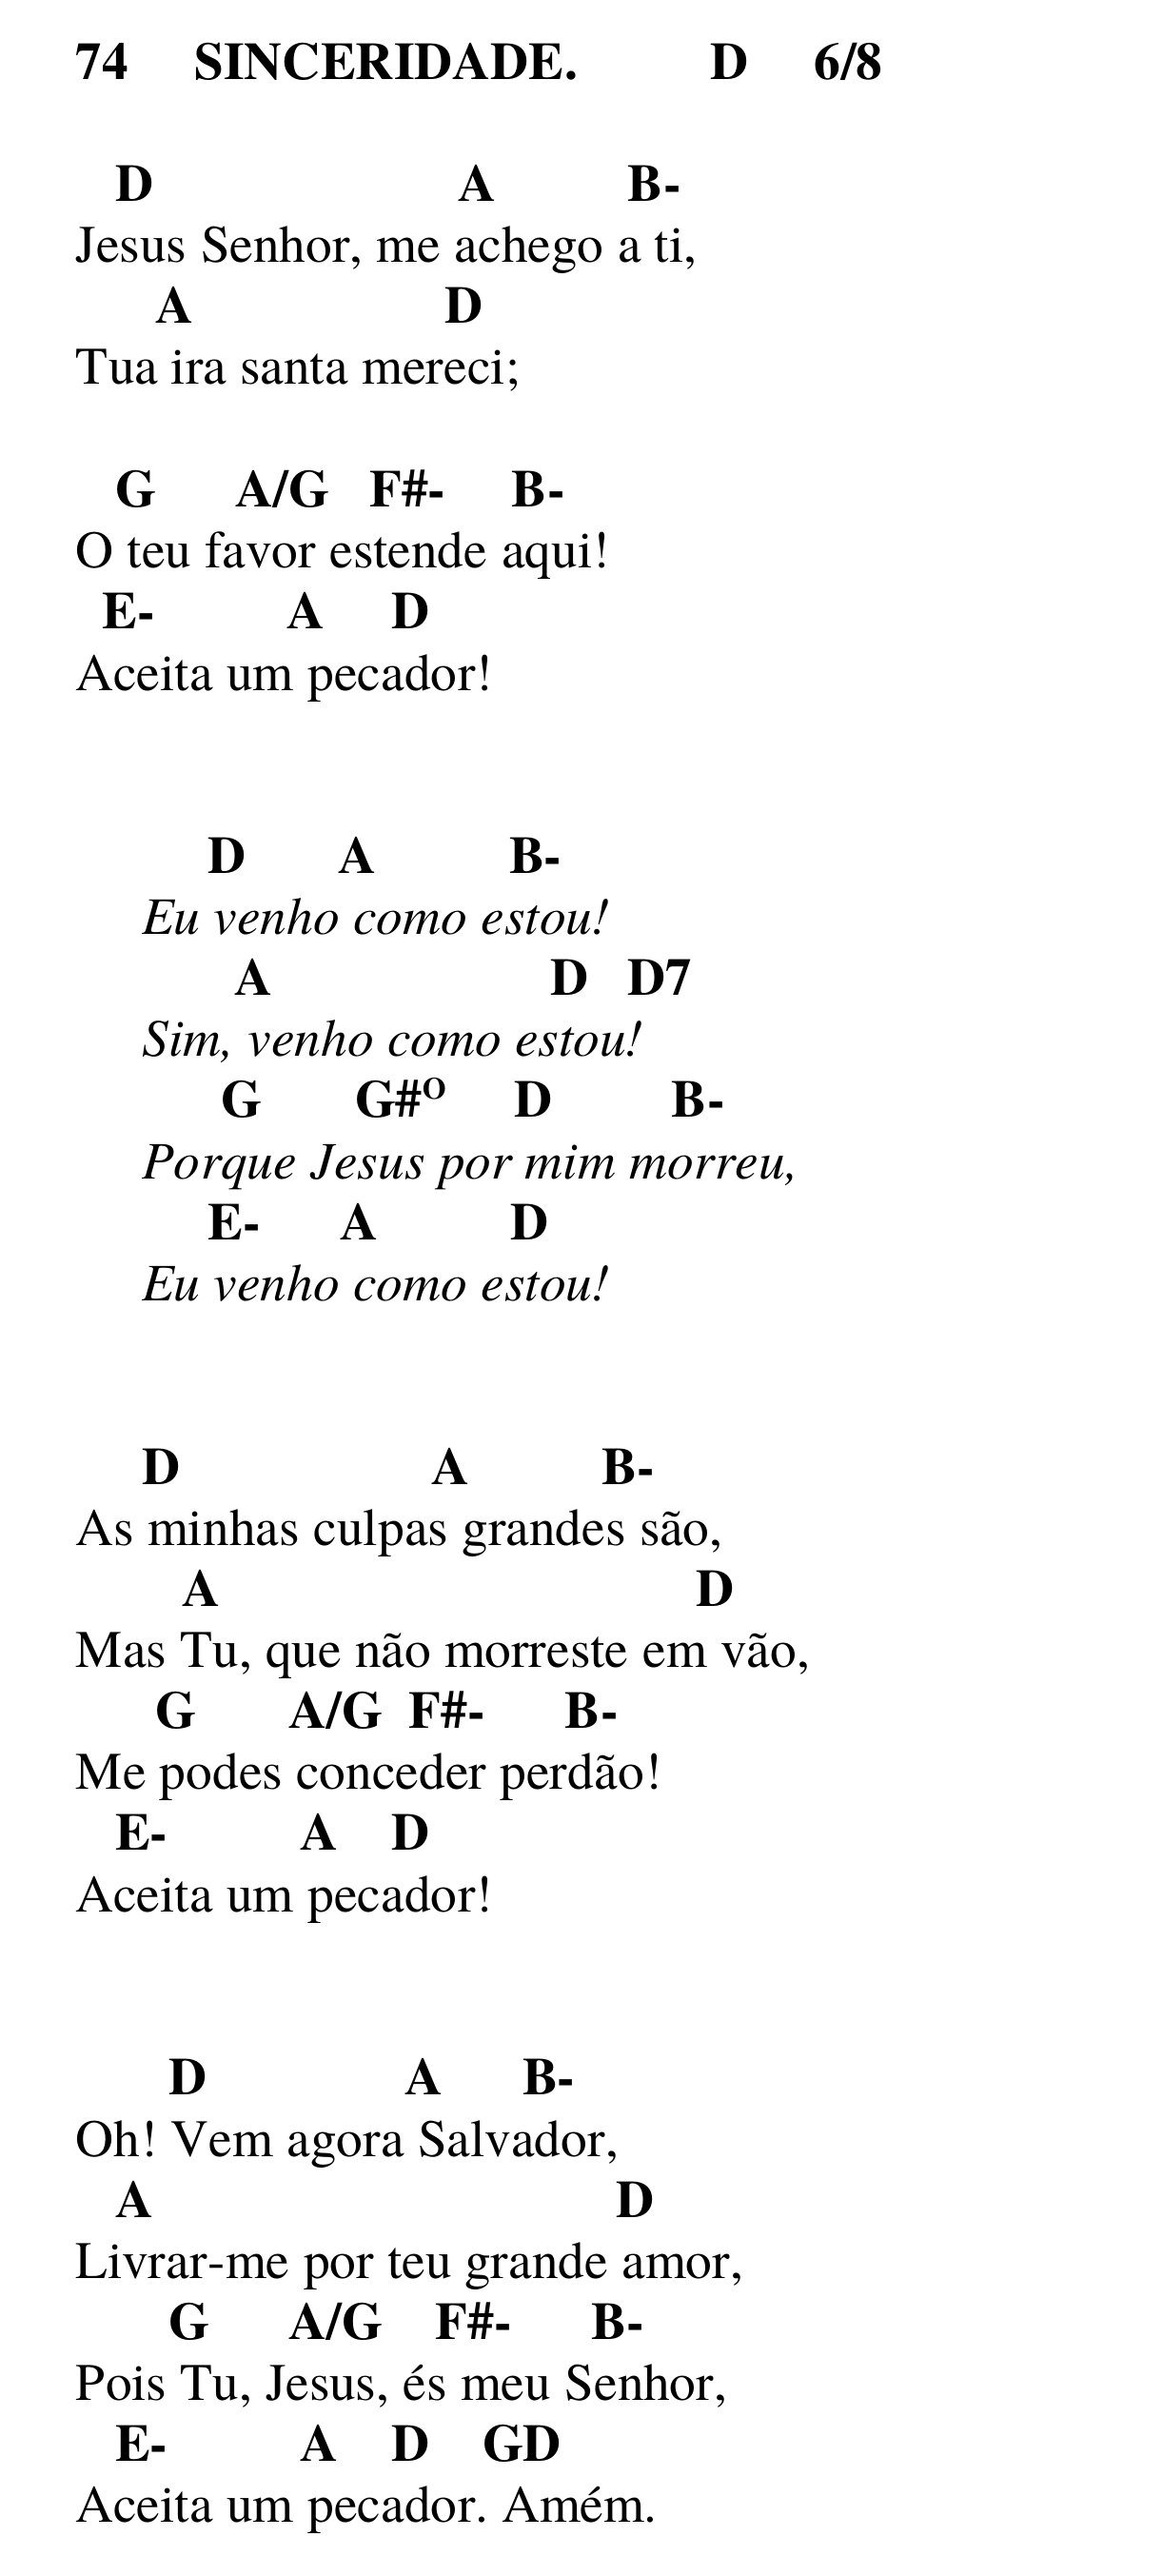 74 SINCERIDADE. D 6/8
D A B-
Jesus Senhor, me achego a ti,
A D
Tua ira santa mereci;
G A/G F#- B-
O teu favor estende aqui!
E- A D
Aceita um pecador!
D A B-
Eu venho como estou!
A D D7
Sim, venho como estou!
G G#º D B-
Porque Jesus por mim morreu,
E- A D
Eu venho como estou!
D A B-
As minhas culpas grandes são,
A D
Mas Tu, que não morreste em vão,
G A/G F#- B-
Me podes conceder perdão!
E- A D
Aceita um pecador!
D A B-
Oh! Vem agora Salvador,
A D
Livrar-me por teu grande amor,
G A/G F#- B-
Pois Tu, Jesus, és meu Senhor,
E- A D GD
Aceita um pecador. Amém.